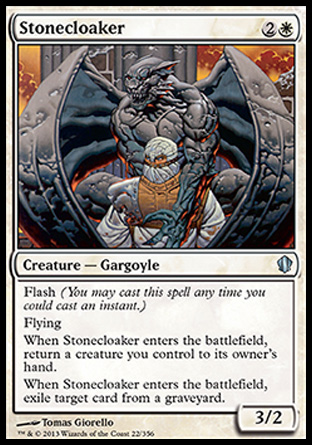 Stonecloaker 2
Creature — Gargoyle
Flash (You may cast this spell any time you
could cast an instant.)
Flying
When Stonecloaker enters the battlefield,
return a creature you control to its owner's
hand.
When Stonecloaker enters the battlefield,
exile target card from a graveyard.
Tomas Giorello
™ & © 2013 Wizards of the Coast 22/356
3/2